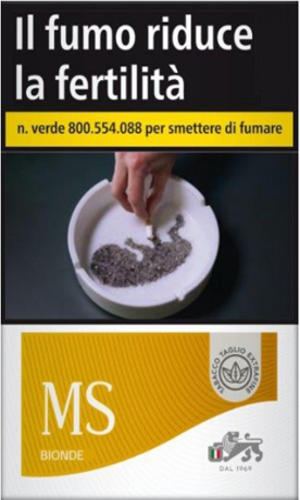 Il fumo riduce
la fertilità
n. verde 800.554.088 per smettere di fumare
TABACCO TAGLIO EXTRAFINE
MS
BIONDE
DAL 1969